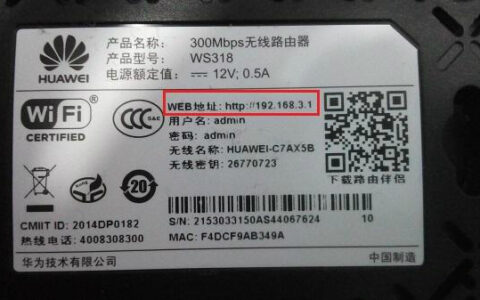 HUAWEI
产品名称: 300Mbps无线路由器
产品型号: WS318
电源额定值: 12V; 0.5A
WiFi
CERTIFIED
CCC S&E
WEB地址: http://192.168.3.1
用户名: admin
密码: admin
无线名称: HUAWEI-C7AX5B
无线密钥: 26770723
下载路由伴侣
20
CMIIT ID: 2014DP0182
热线电话: 4008308300
华为技术有限公司
S/N: 2153033150AS44067624 10
MAC: F4DCF9AB349A
中国制造